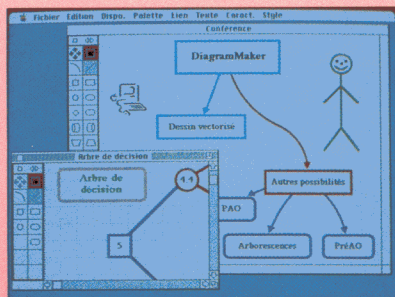 Fichier Edition Dispo. Palette Lien Texte Caract. Style
Conférence
DiagramMaker
Dessin vectorisé
Autres possibilités
PAO
Arborescences
PréAO
Arbre de décision
Arbre de
décision
4.4
5